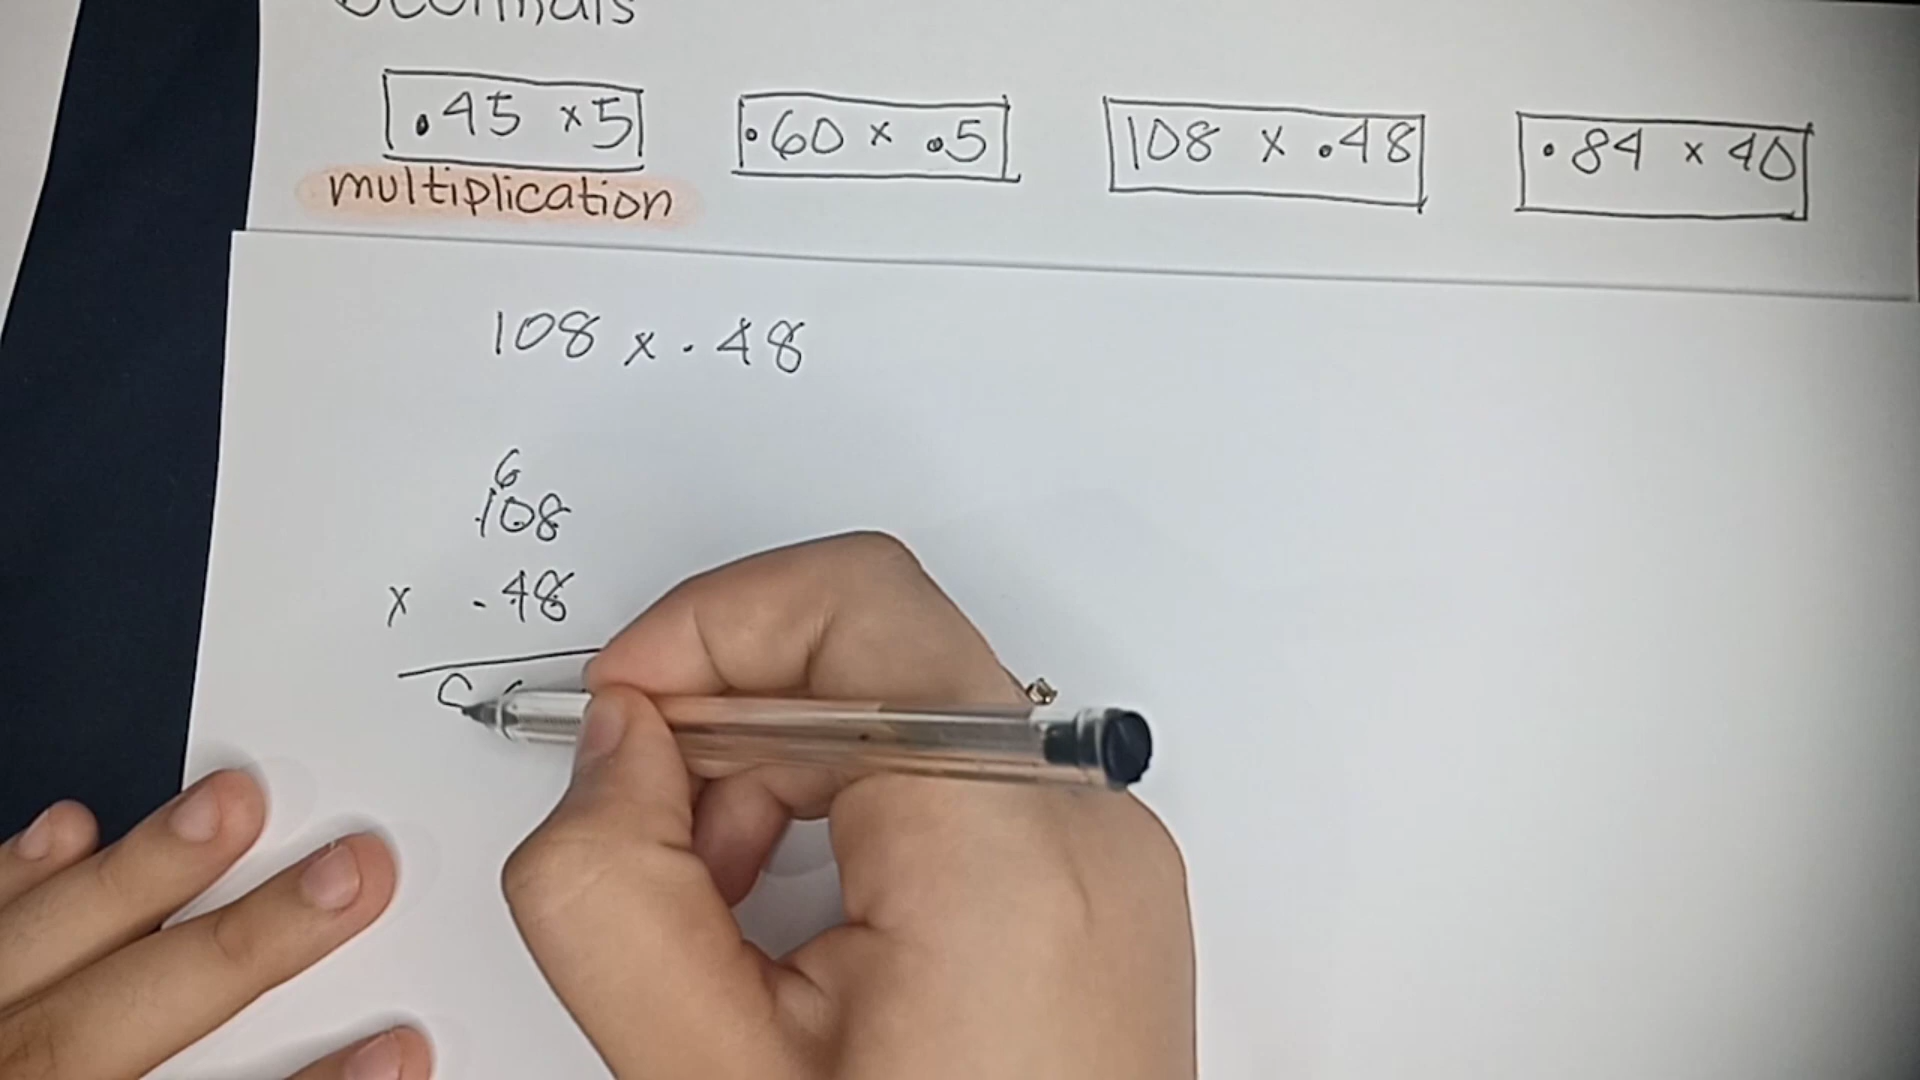 .45 x 5 .60 x .5 108 x .48 .84 x 40
multiplication
108 x .48
6
108
x .48